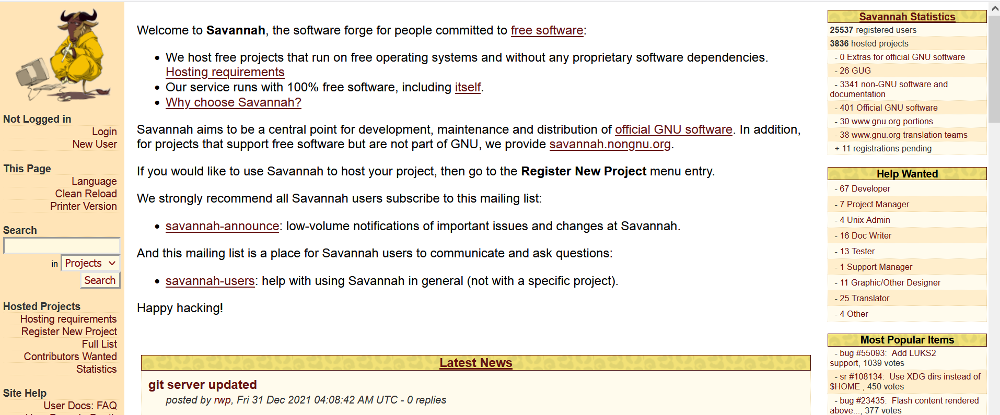 Not Logged in
Login
New User
This Page
Language
Clean Reload
Printer Version
Search
in Projects
Search
Hosted Projects
Hosting requirements
Register New Project
Full List
Contributors Wanted
Statistics
Site Help
User Docs: FAQ
Welcome to Savannah, the software forge for people committed to free software:
• We host free projects that run on free operating systems and without any proprietary software dependencies.
Hosting requirements
• Our service runs with 100% free software, including itself.
• Why choose Savannah?
Savannah aims to be a central point for development, maintenance and distribution of official GNU software. In addition,
for projects that support free software but are not part of GNU, we provide savannah.nongnu.org.
If you would like to use Savannah to host your project, then go to the Register New Project menu entry.
We strongly recommend all Savannah users subscribe to this mailing list:
• savannah-announce: low-volume notifications of important issues and changes at Savannah.
And this mailing list is a place for Savannah users to communicate and ask questions:
• savannah-users: help with using Savannah in general (not with a specific project).
Happy hacking!
Latest News
git server updated
posted by rwp, Fri 31 Dec 2021 04:08:42 AM UTC - 0 replies
Savannah Statistics
25537 registered users
3836 hosted projects
- 0 Extras for official GNU software
- 26 GUG
- 3341 non-GNU software and
documentation
- 401 Official GNU software
- 30 www.gnu.org portions
- 38 www.gnu.org translation teams
+ 11 registrations pending
Help Wanted
- 67 Developer
- 7 Project Manager
- 4 Unix Admin
- 16 Doc Writer
- 13 Tester
- 1 Support Manager
- 11 Graphic/Other Designer
- 25 Translator
- 4 Other
Most Popular Items
- bug #55093: Add LUKS2
support, 1039 votes
- sr #108134: Use XDG dirs instead of
$HOME , 450 votes
- bug #23435: Flash content rendered
above..., 377 votes